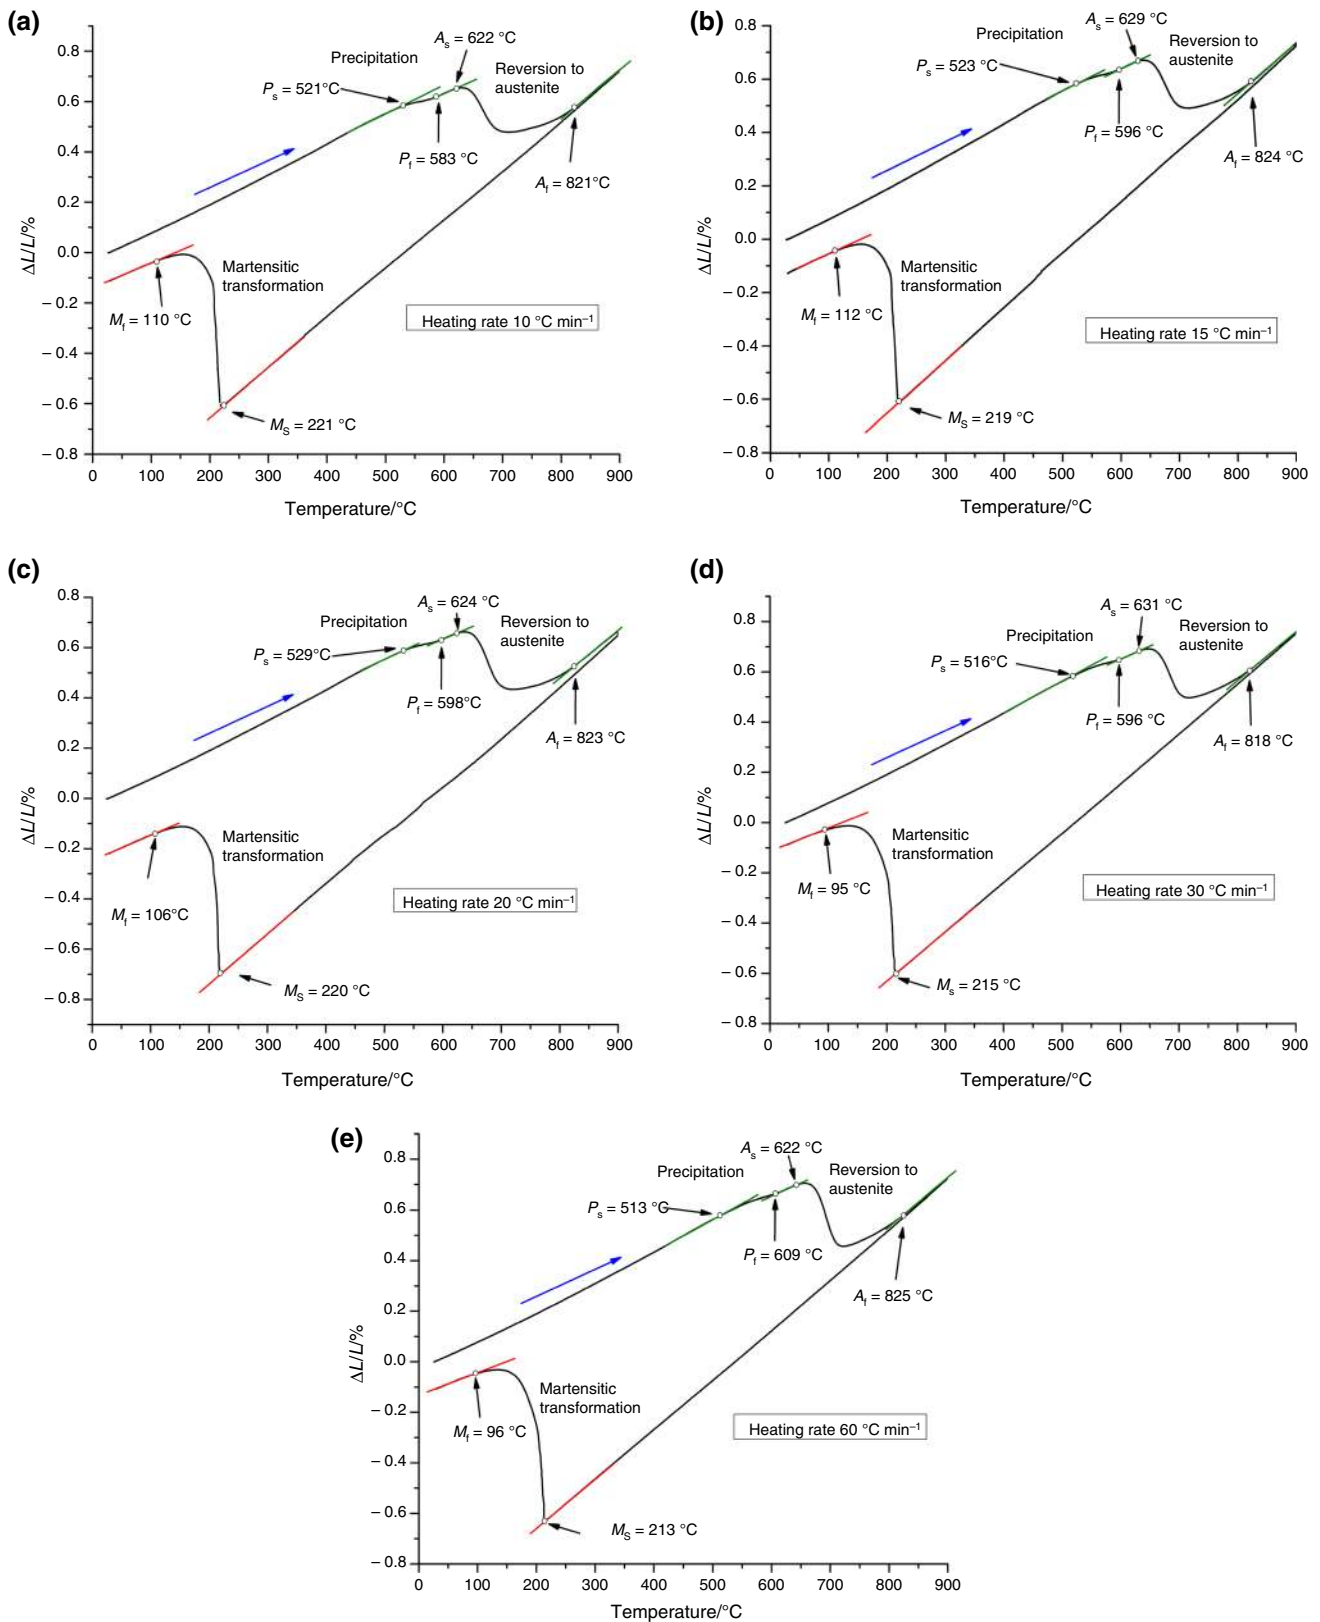 (a)
0.8
0.6
0.4
0.2
0.0
– 0.2
– 0.4
– 0.6
– 0.8
ΔL/L/%
Precipitation
As = 622 °C
Reversion to
austenite
Ps = 521°C
Pf = 583 °C
Af = 821°C
Martensitic
transformation
Mf = 110 °C
Heating rate 10 °C min–1
MS = 221 °C
0 100 200 300 400 500 600 700 800 900
Temperature/°C
(b)
0.8
0.6
0.4
0.2
0.0
– 0.2
– 0.4
– 0.6
– 0.8
ΔL/L/%
As = 629 °C
Precipitation
Reversion to
austenite
Ps = 523 °C
Pf = 596 °C
Af = 824 °C
Martensitic
transformation
Mf = 112 °C
Heating rate 15 °C min–1
MS = 219 °C
0 100 200 300 400 500 600 700 800 900
Temperature/°C
(c)
0.8
0.6
0.4
0.2
0.0
– 0.2
– 0.4
– 0.6
– 0.8
ΔL/L/%
As = 624 °C
Precipitation
Reversion to
austenite
Ps = 529°C
Pf = 598°C
Af = 823 °C
Martensitic
transformation
Mf = 106°C
Heating rate 20 °C min–1
MS = 220 °C
0 100 200 300 400 500 600 700 800 900
Temperature/°C
(d)
0.8
0.6
0.4
0.2
0.0
– 0.2
– 0.4
– 0.6
– 0.8
ΔL/L/%
As = 631 °C
Precipitation
Reversion to
austenite
Ps = 516°C
Pf = 596 °C
Af = 818 °C
Martensitic
transformation
Mf = 95 °C
Heating rate 30 °C min–1
Ms = 215 °C
0 100 200 300 400 500 600 700 800 900
Temperature/°C
(e)
0.8
0.6
0.4
0.2
0.0
– 0.2
– 0.4
– 0.6
– 0.8
ΔL/L/%
As = 622 °C
Precipitation
Reversion to
austenite
Ps = 513 °C
Pf = 609 °C
Af = 825 °C
Martensitic
transformation
Mf = 96 °C
Heating rate 60 °C min–1
MS = 213 °C
0 100 200 300 400 500 600 700 800 900
Temperature/°C